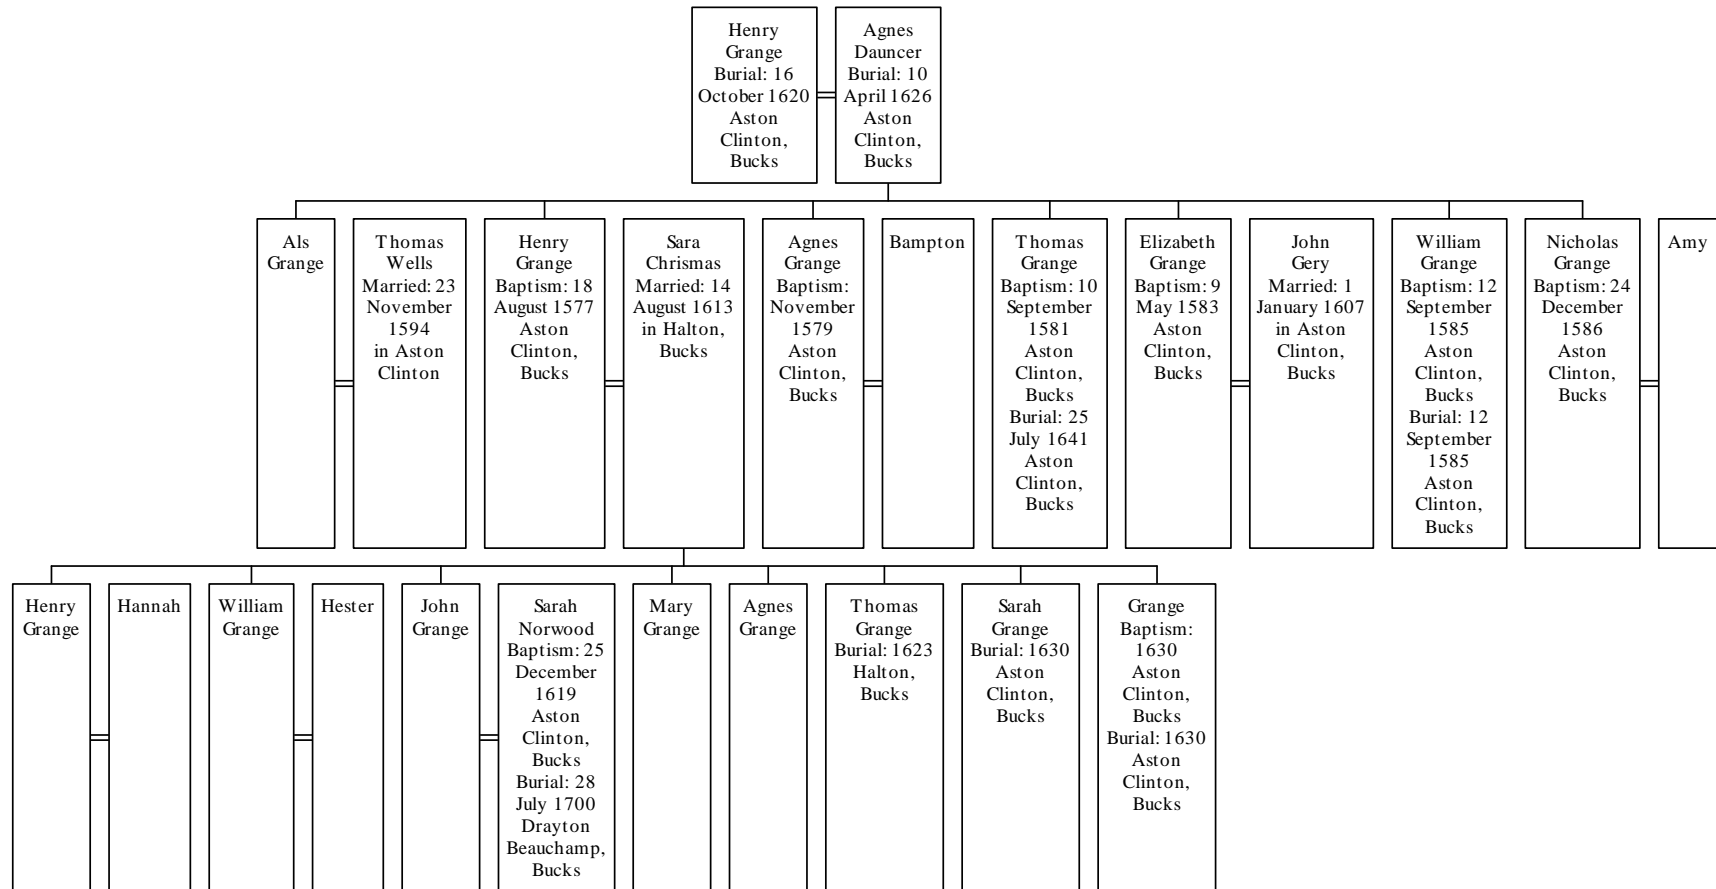 Henry
Grange
Burial: 16
October 1620
Aston
Clinton,
Bucks
Agnes
Dauncer
Burial: 10
April 1626
Aston
Clinton,
Bucks
Als
Grange
Thomas
Wells
Married: 23
November
1594
in Aston
Clinton
Henry
Grange
Baptism: 18
August 1577
Aston
Clinton,
Bucks
Sara
Chrismas
Married: 14
August 1613
in Halton,
Bucks
Agnes
Grange
Baptism:
November
1579
Aston
Clinton,
Bucks
Bampton
Thomas
Grange
Baptism: 10
September
1581
Aston
Clinton,
Bucks
Burial: 25
July 1641
Aston
Clinton,
Bucks
Elizabeth
Grange
Baptism: 9
May 1583
Aston
Clinton,
Bucks
John
Gery
Married: 1
January 1607
in Aston
Clinton,
Bucks
William
Grange
Baptism: 12
September
1585
Aston
Clinton,
Bucks
Burial: 12
September
1585
Aston
Clinton,
Bucks
Nicholas
Grange
Baptism: 24
December
1586
Aston
Clinton,
Bucks
Amy
Henry
Grange
Hannah
William
Grange
Hester
John
Grange
Sarah
Norwood
Baptism: 25
December
1619
Aston
Clinton,
Bucks
Burial: 28
July 1700
Drayton
Beauchamp,
Bucks
Mary
Grange
Agnes
Grange
Thomas
Grange
Burial: 1623
Halton,
Bucks
Sarah
Grange
Burial: 1630
Aston
Clinton,
Bucks
Grange
Baptism:
1630
Aston
Clinton,
Bucks
Burial: 1630
Aston
Clinton,
Bucks